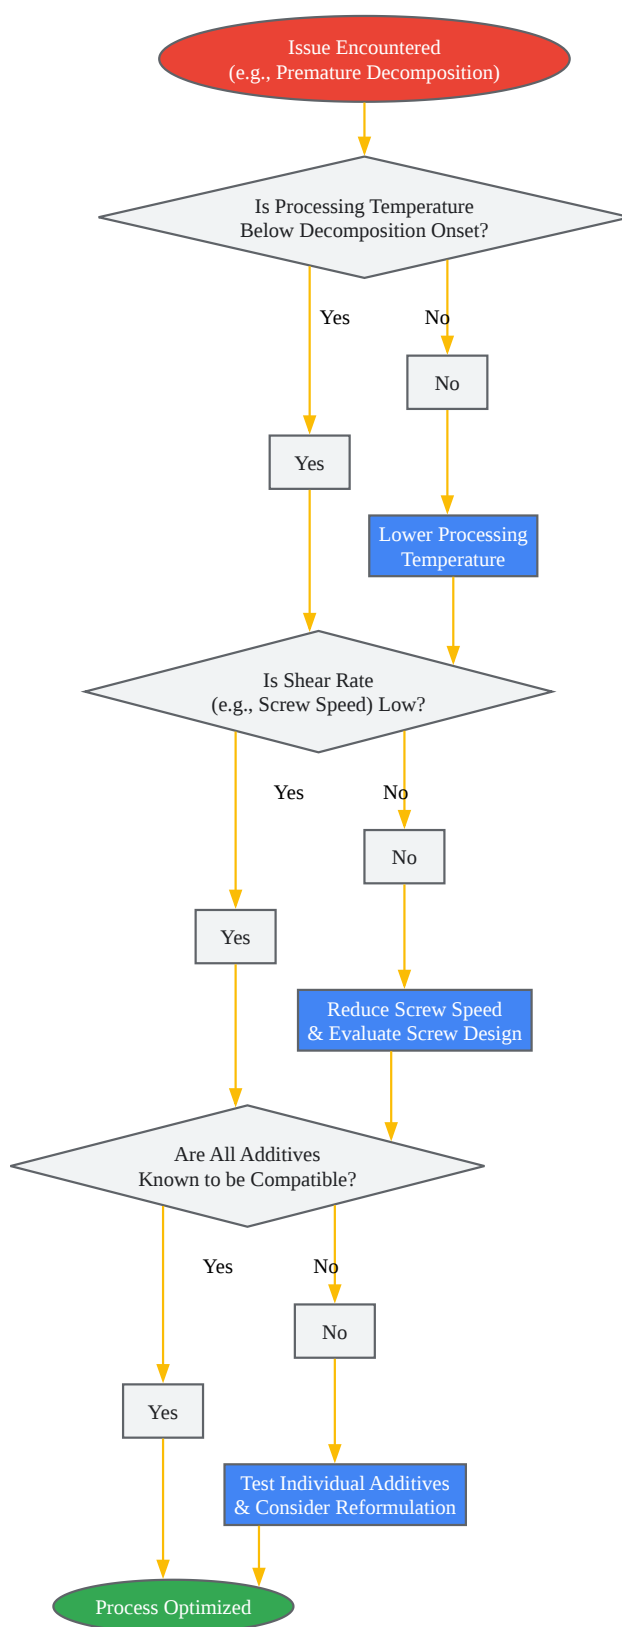 Issue Encountered
(e.g., Premature Decomposition)
Is Processing Temperature
Below Decomposition Onset?
Yes
No
No
Yes
Lower Processing
Temperature
Is Shear Rate
(e.g., Screw Speed) Low?
Yes
No
No
Yes
Reduce Screw Speed
& Evaluate Screw Design
Are All Additives
Known to be Compatible?
Yes
No
No
Yes
Test Individual Additives
& Consider Reformulation
Process Optimized